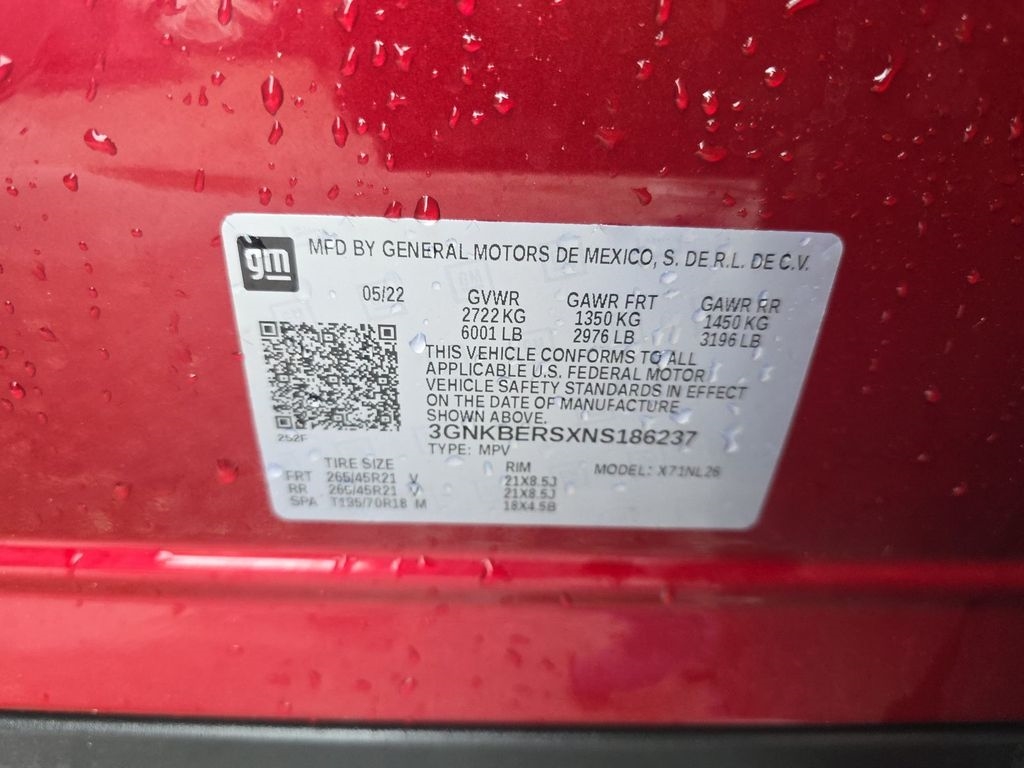 gm
MFD BY GENERAL MOTORS DE MEXICO, S. DE R.L. DE C.V.
05/22 GVWR GAWR FRT GAWR RR
2722 KG 1350 KG 1450 KG
6001 LB 2976 LB 3196 LB
THIS VEHICLE CONFORMS TO ALL
APPLICABLE U.S. FEDERAL MOTOR
VEHICLE SAFETY STANDARDS IN EFFECT
ON THE DATE OF MANUFACTURE
SHOWN ABOVE.
252F
3GNKBERSXNS186237
TYPE: MPV
TIRE SIZE RIM MODEL: X71NL26
FRT 265/45R21 V 21X8.5J
RR 265/45R21 V 21X8.5J
SPA T135/70R18 M 18X4.5B